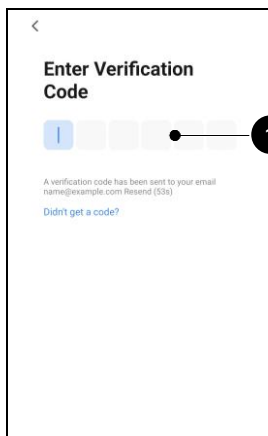 Enter Verification
Code
A verification code has been sent to your email
name@example.com Resend (53s)
Didn't get a code?